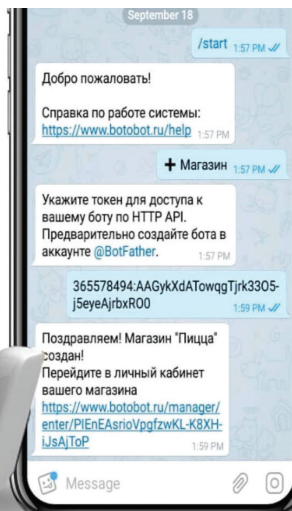 September 18
/start 1:57 PM
Добро пожаловать!
Справка по работе системы:
https://www.botobot.ru/help 1:57 PM
+ Магазин 1:57 PM
Укажите токен для доступа к
вашему боту по HTTP API.
Предварительно создайте бота в
аккаунте @BotFather. 1:57 PM
365578494:AAGykXdATowqgTjrk33O5-
j5eyeAjrbxRO0 1:59 PM
Поздравляем! Магазин "Пицца"
создан!
Перейдите в личный кабинет
вашего магазина
https://www.botobot.ru/manager/
enter/PIEnEAsrioVpgfzwKL-K8XH-
iJsAjToP 1:59 PM
Message